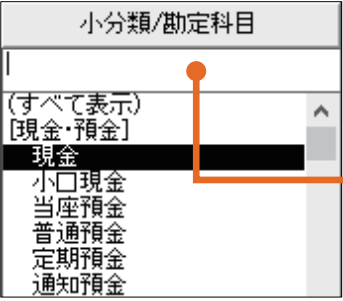 小分類/勘定科目
(すべて表示)
[現金･預金]
現金
小口現金
当座預金
普通預金
定期預金
通知預金